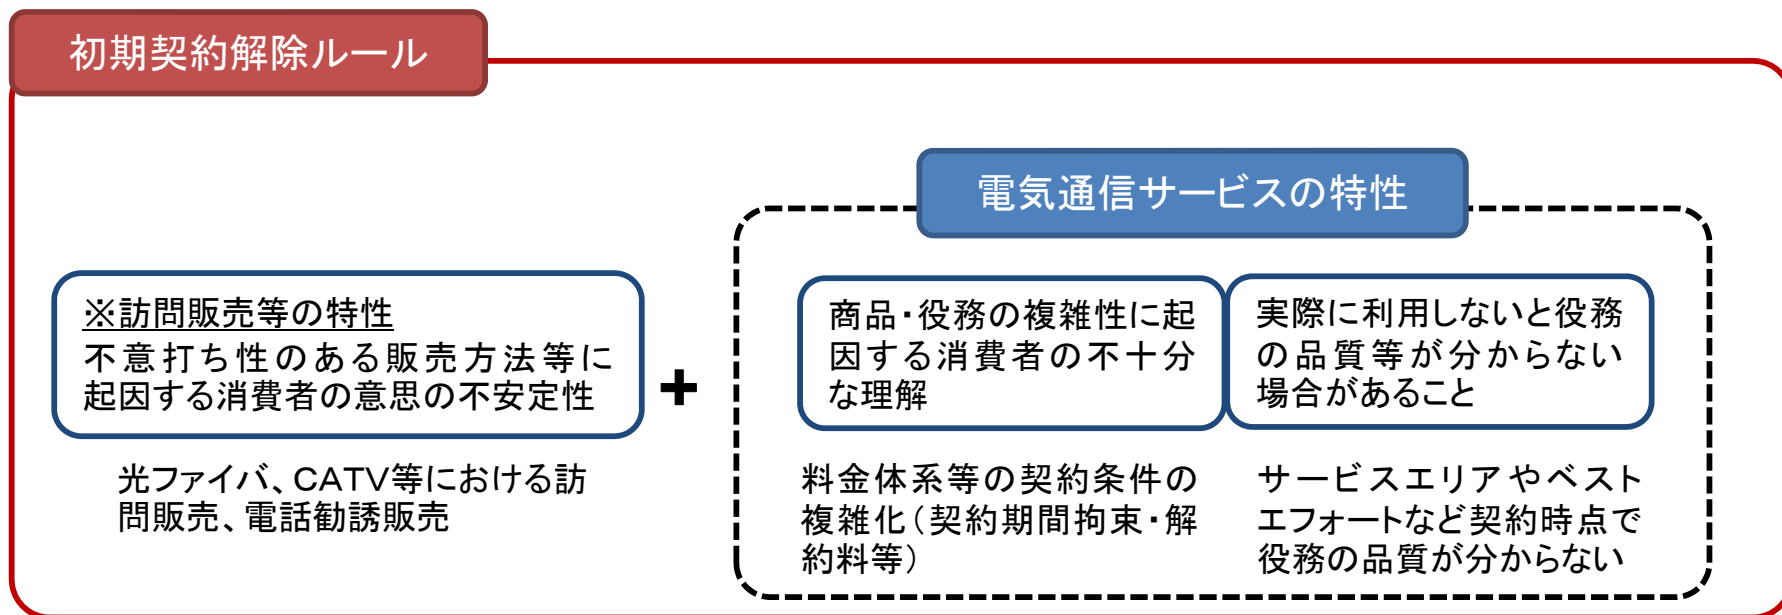 初期契約解除ルール
電気通信サービスの特性
※訪問販売等の特性
不意打ち性のある販売方法等に
起因する消費者の意思の不安定性
+
商品・役務の複雑性に起
因する消費者の不十分
な理解
実際に利用しないと役務
の品質等が分からない
場合があること
光ファイバ、CATV等における訪
問販売、電話勧誘販売
料金体系等の契約条件の
複雑化（契約期間拘束・解
約料等）
サービスエリアやベスト
エフォートなど契約時点で
役務の品質が分からない